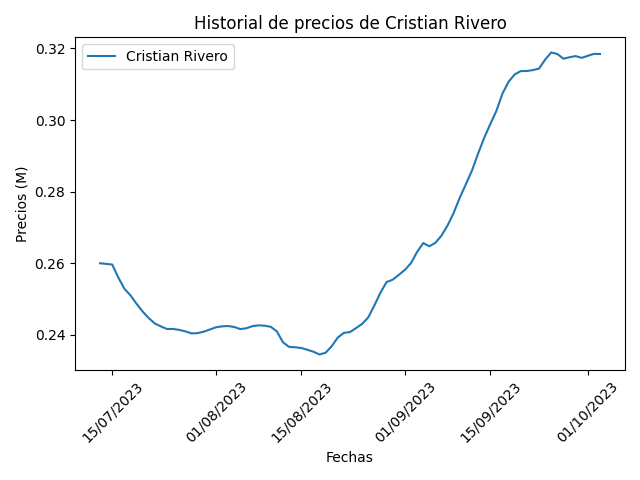 Historial de precios de Cristian Rivero
Cristian Rivero
Precios (M)
0.32
0.30
0.28
0.26
0.24
15/07/2023
01/08/2023
15/08/2023
01/09/2023
15/09/2023
01/10/2023
Fechas